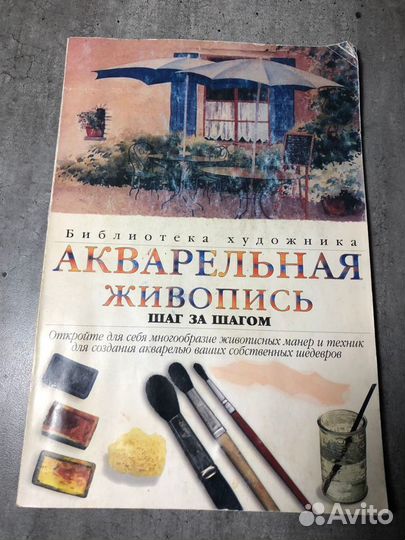 Библиотека художника
АКВАРЕЛЬНАЯ
ЖИВОПИСЬ
ШАГ ЗА ШАГОМ
Откройте для себя многообразие живописных манер и техник
для создания акварелью ваших собственных шедевров
Avito